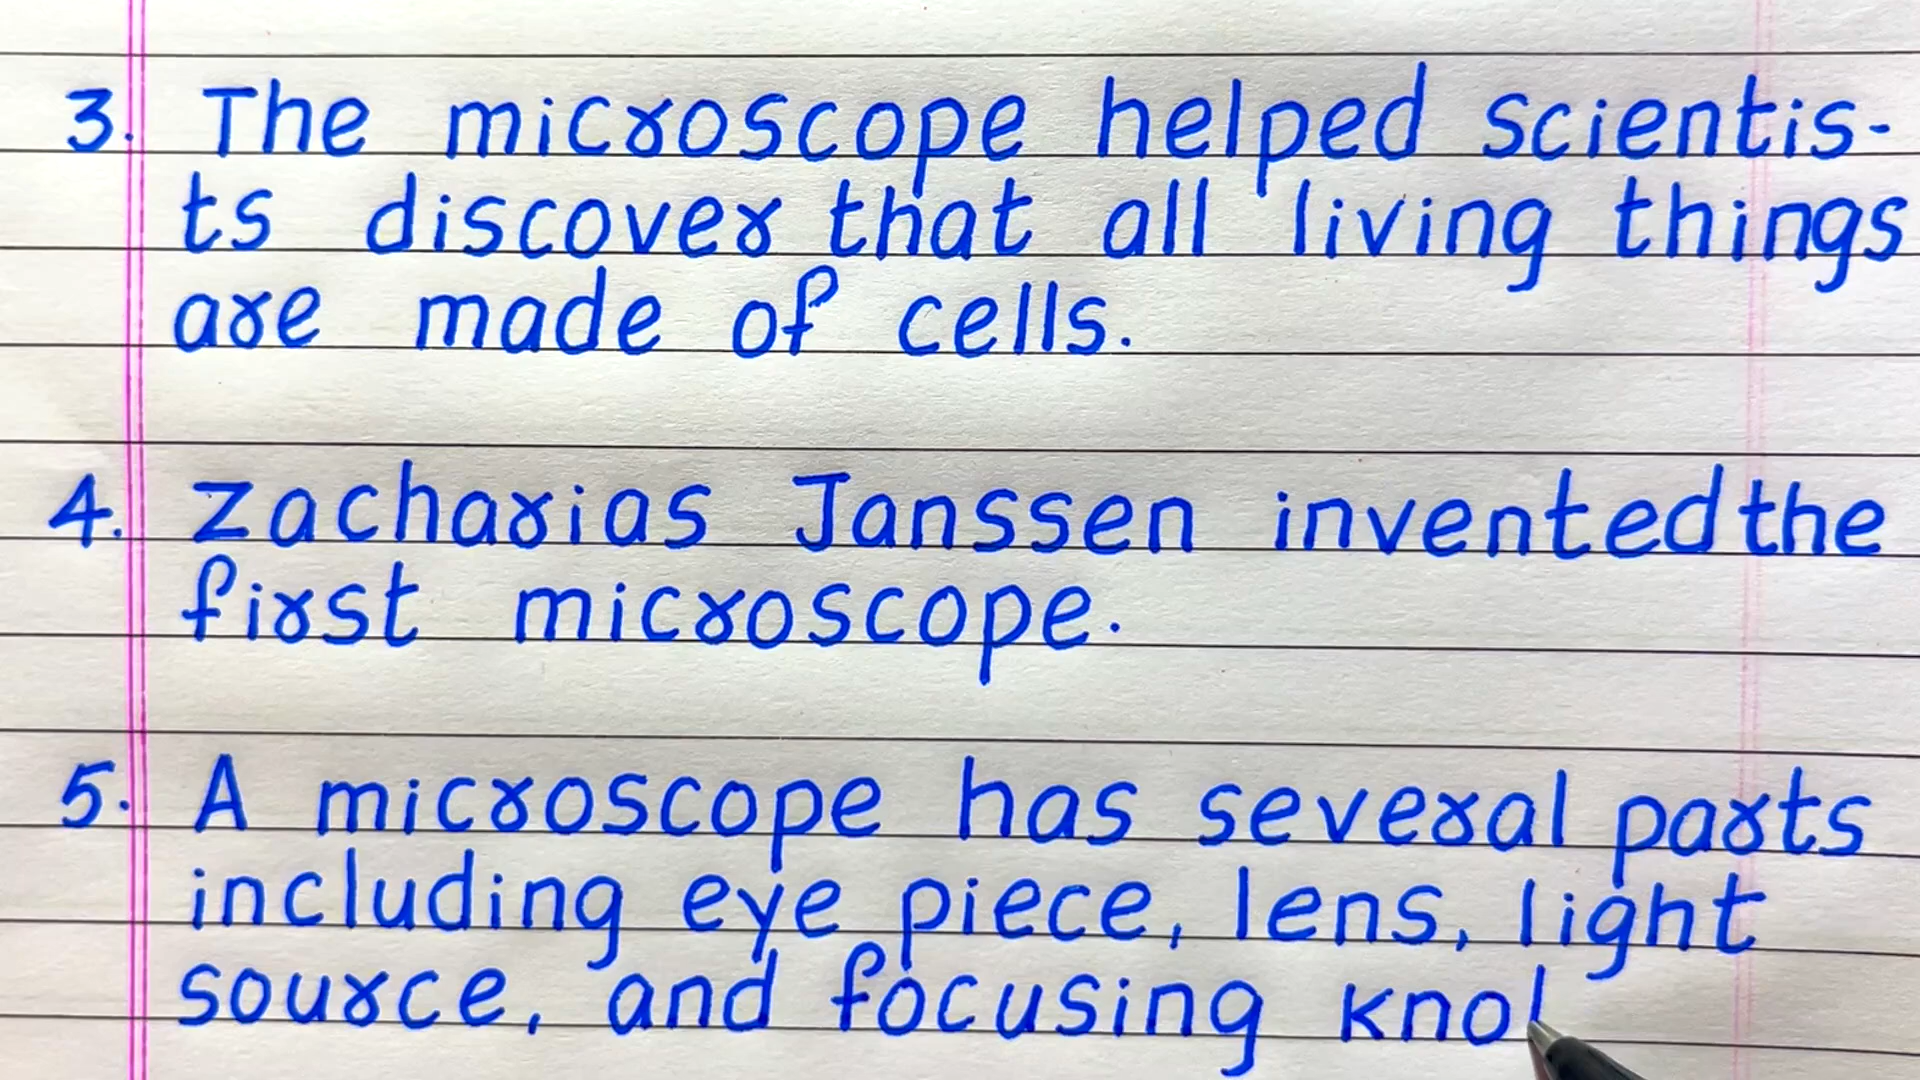 3. The microscope helped scientis-
ts discover that all living things
are made of cells.
4. Zacharias Janssen invented the
first microscope.
5. A microscope has several parts
including eye piece, lens, light
source, and focusing